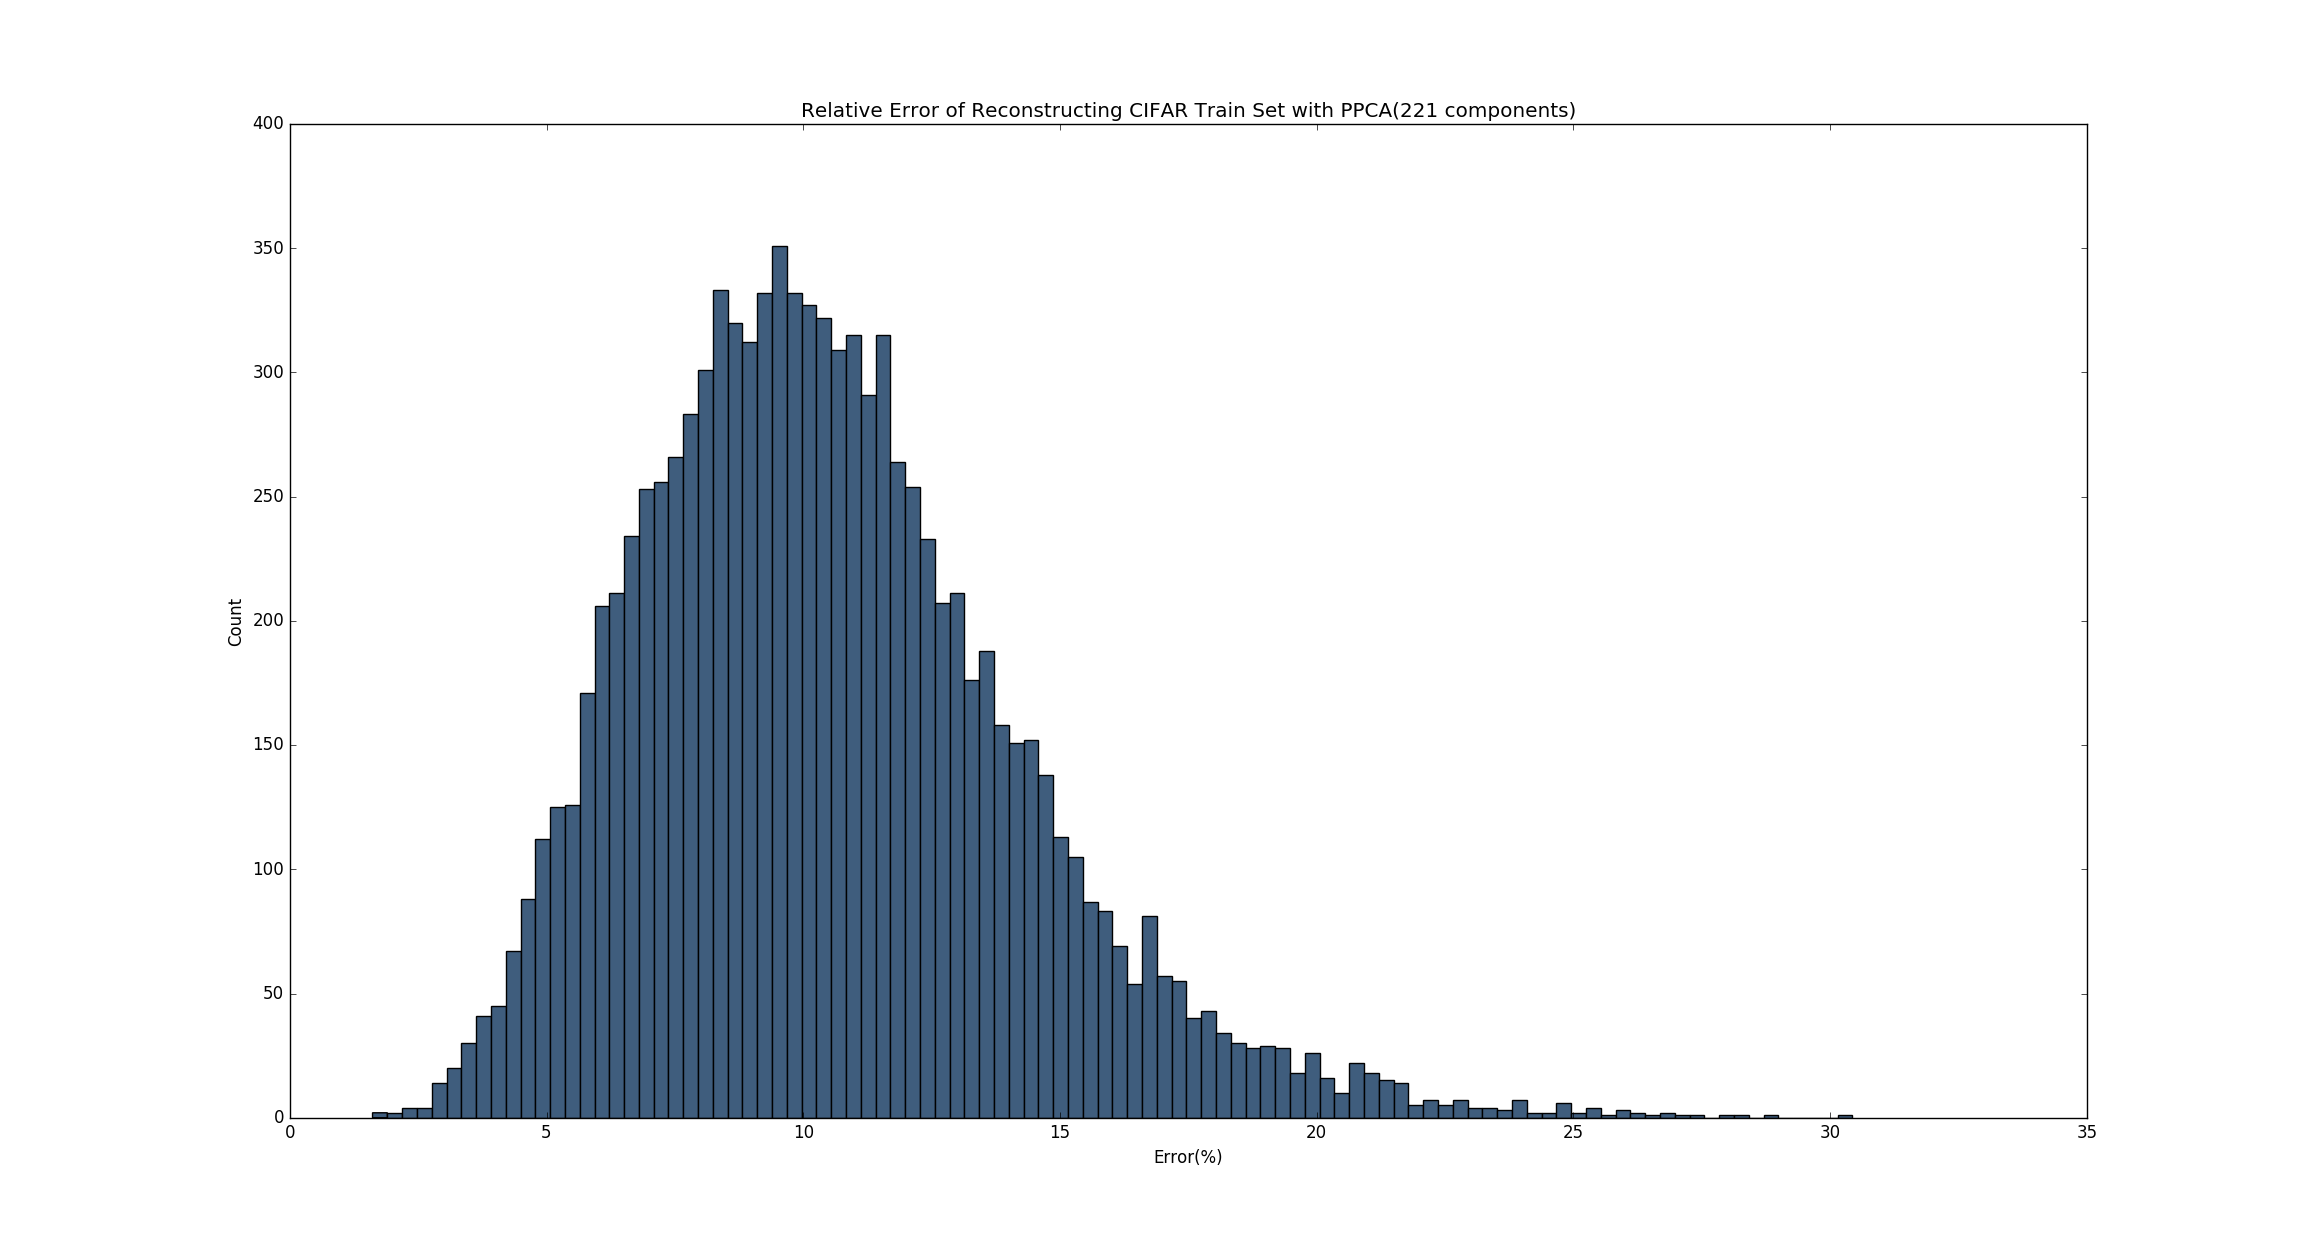 Relative Error of Reconstructing CIFAR Train Set with PPCA(221 components)
400
350
300
250
200
150
100
50
0
Count
0 5 10 15 20 25 30 35
Error(%)